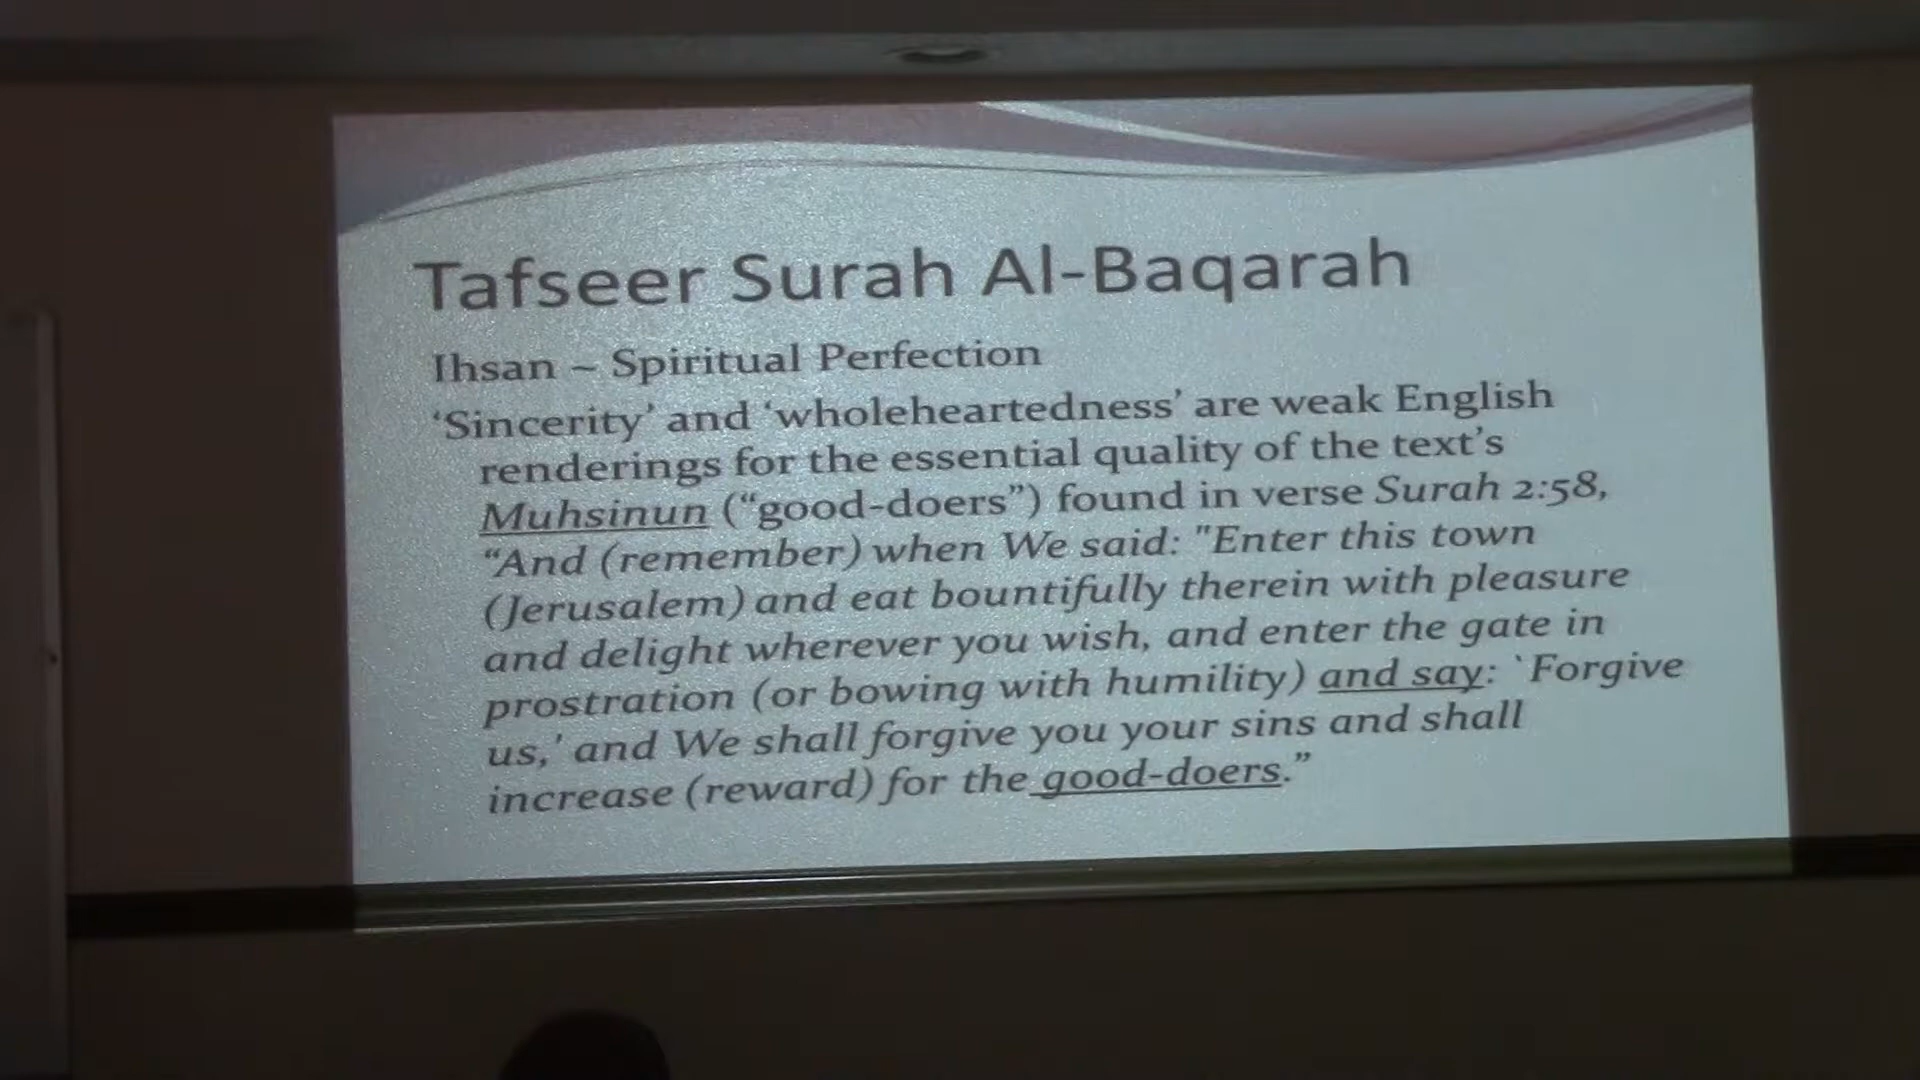 Tafseer Surah Al-Baqarah
Ihsan ~ Spiritual Perfection
‘Sincerity’ and ‘wholeheartedness’ are weak English
renderings for the essential quality of the text’s
Muhsinun (“good-doers”) found in verse Surah 2:58,
“And (remember) when We said: "Enter this town
(Jerusalem) and eat bountifully therein with pleasure
and delight wherever you wish, and enter the gate in
prostration (or bowing with humility) and say: `Forgive
us,' and We shall forgive you your sins and shall
increase (reward) for the good-doers.”